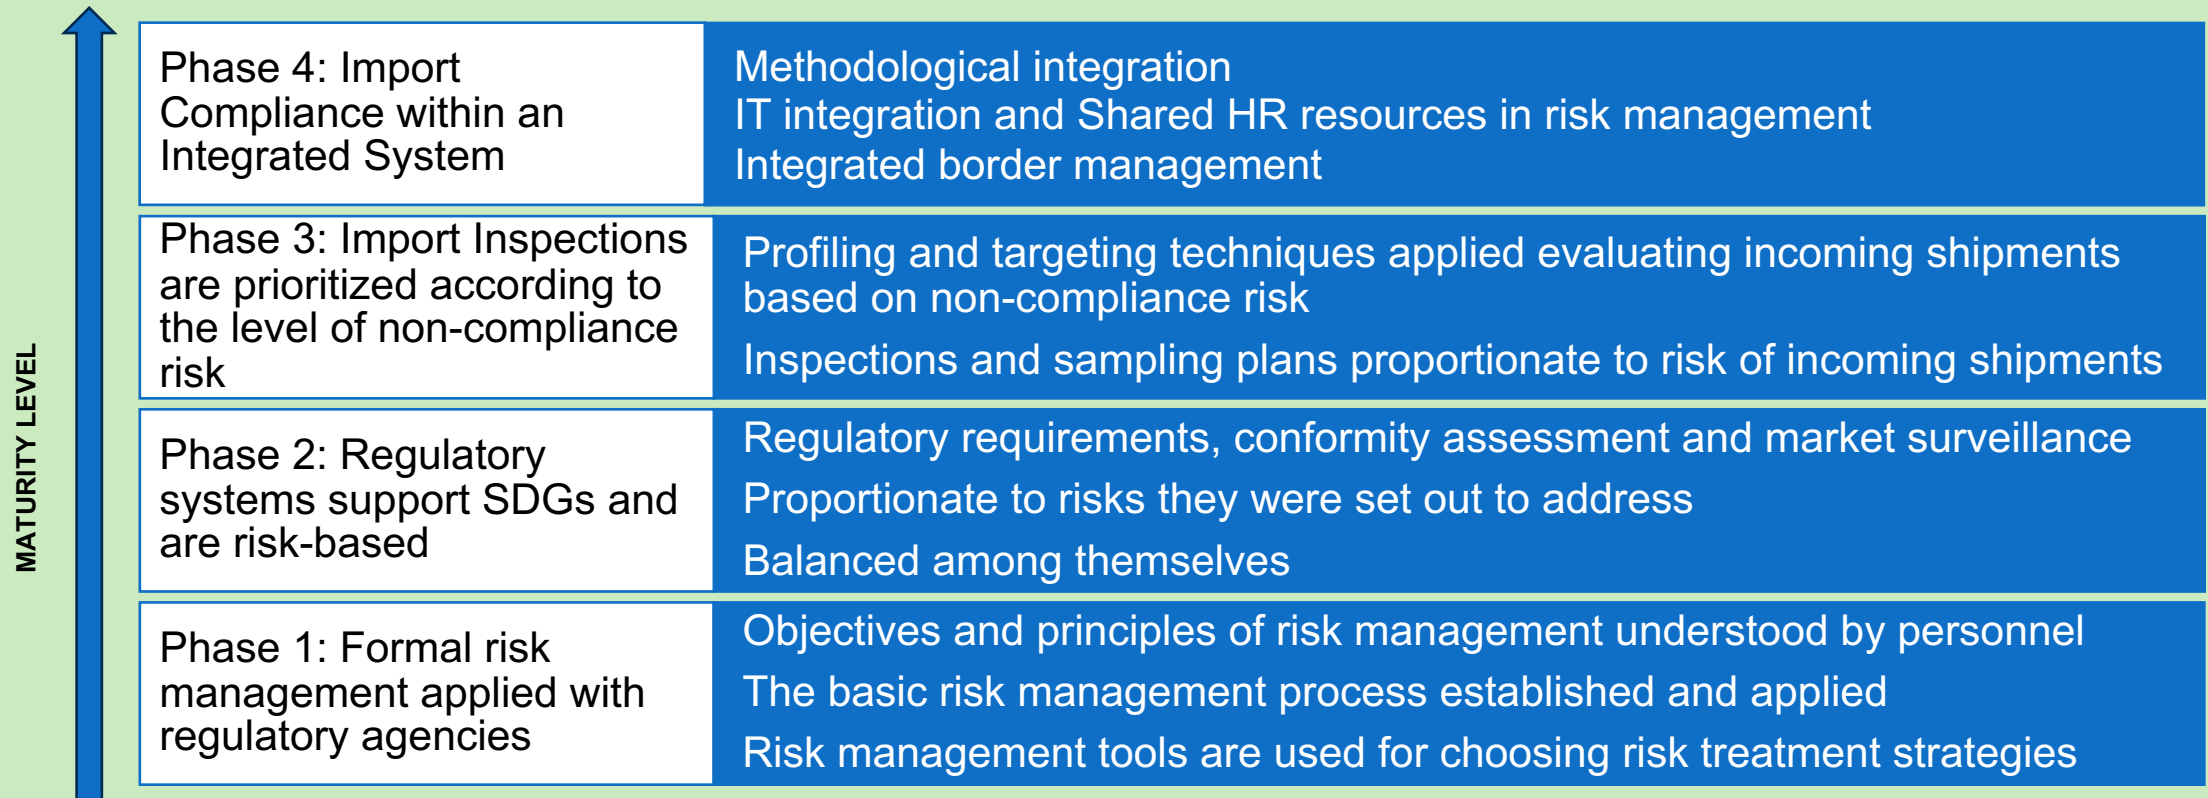 Phase 4: Import
Compliance within an
Integrated System
Methodological integration
IT integration and Shared HR resources in risk management
Integrated border management
Phase 3: Import Inspections
are prioritized according to
the level of non-compliance
risk
Profiling and targeting techniques applied evaluating incoming shipments
based on non-compliance risk
Inspections and sampling plans proportionate to risk of incoming shipments
MATURITY LEVEL
Phase 2: Regulatory
systems support SDGs and
are risk-based
Regulatory requirements, conformity assessment and market surveillance
Proportionate to risks they were set out to address
Balanced among themselves
Phase 1: Formal risk
management applied with
regulatory agencies
Objectives and principles of risk management understood by personnel
The basic risk management process established and applied
Risk management tools are used for choosing risk treatment strategies